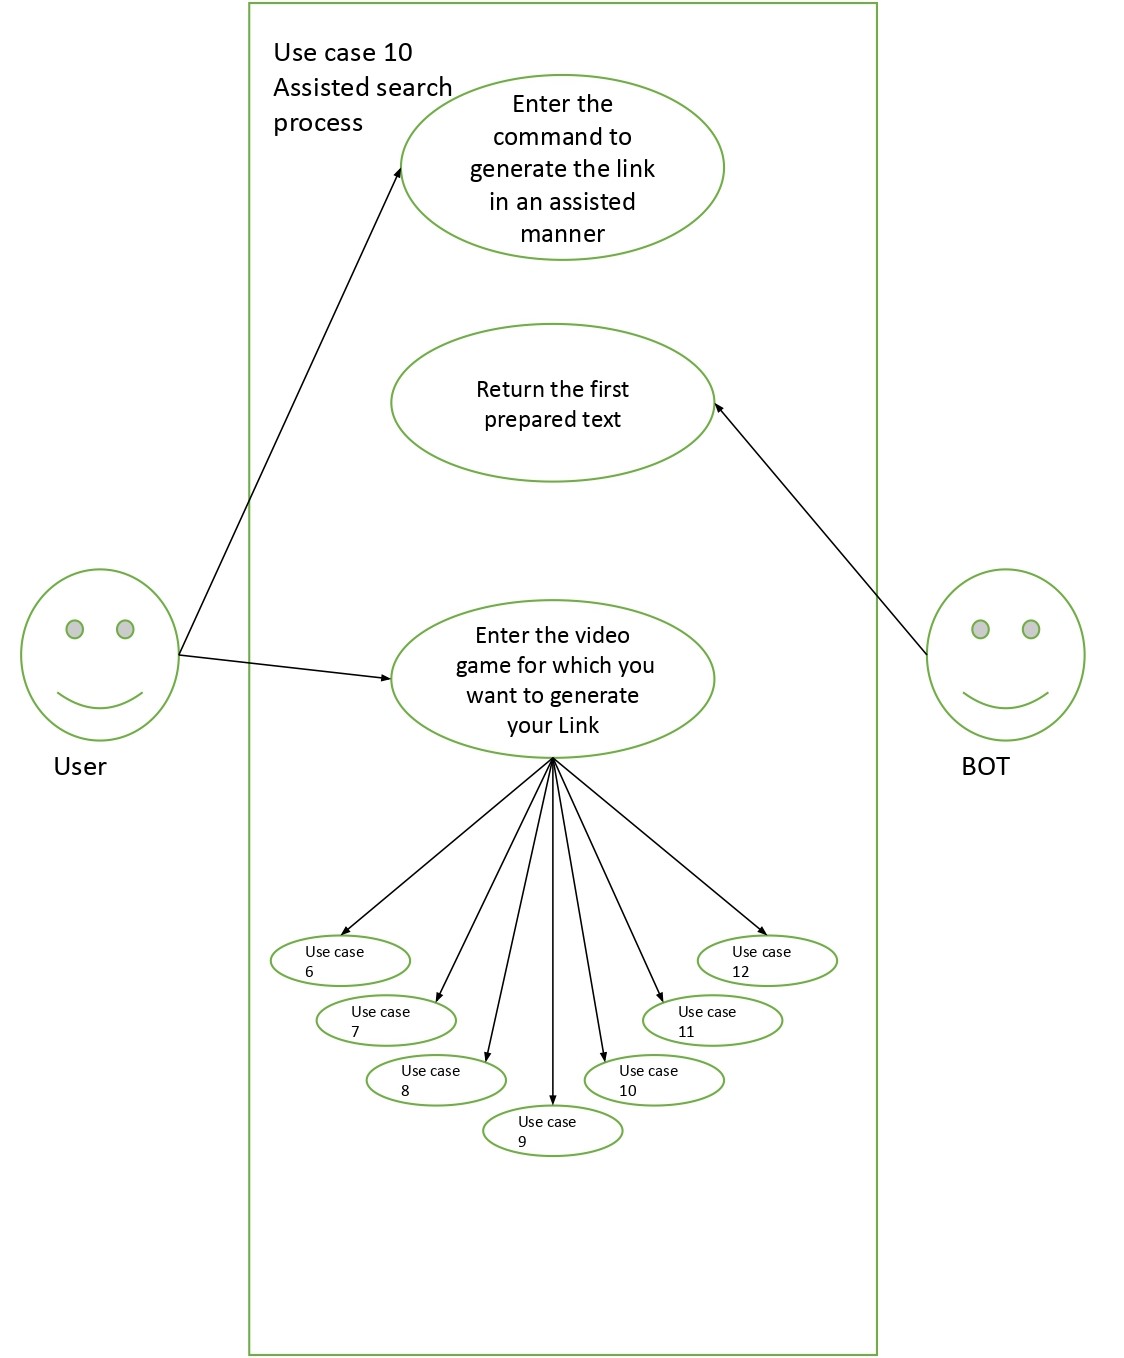 Use case 10
Assisted search
process
Enter the
command to
generate the link
in an assisted
manner
Return the first
prepared text
Enter the video
game for which you
want to generate
your Link
User
BOT
Use case
6
Use case
12
Use case
7
Use case
11
Use case
8
Use case
10
Use case
9